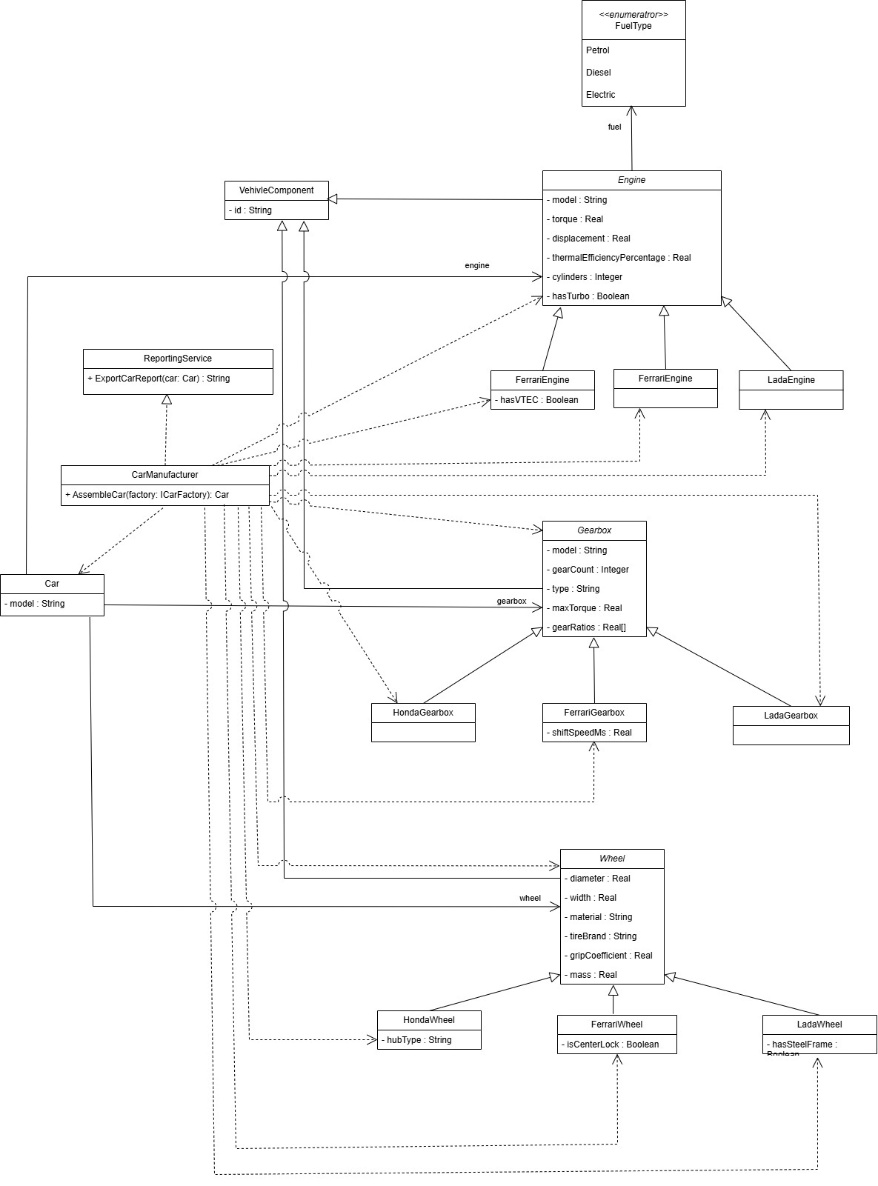 <<enumeratror>>
FuelType
Petrol
Diesel
Electric
fuel
Engine
- model : String
- torque : Real
- displacement : Real
- thermalEfficiencyPercentage : Real
- cylinders : Integer
- hasTurbo : Boolean
VehivleComponent
- id : String
engine
ReportingService
+ ExportCarReport(car: Car) : String
FerrariEngine
- hasVTEC : Boolean
FerrariEngine
LadaEngine
CarManufacturer
+ AssembleCar(factory: ICarFactory): Car
Gearbox
- model : String
- gearCount : Integer
- type : String
- maxTorque : Real
- gearRatios : Real[]
Car
- model : String
gearbox
HondaGearbox
FerrariGearbox
- shiftSpeedMs : Real
LadaGearbox
Wheel
- diameter : Real
- width : Real
- material : String
- tireBrand : String
- gripCoefficient : Real
- mass : Real
wheel
HondaWheel
- hubType : String
FerrariWheel
- isCenterLock : Boolean
LadaWheel
- hasSteelFrame :
Boolean